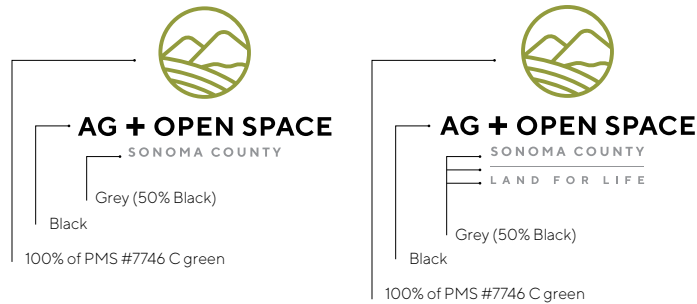 AG + OPEN SPACE
SONOMA COUNTY
Grey (50% Black)
Black
100% of PMS #7746 C green
AG + OPEN SPACE
SONOMA COUNTY
LAND FOR LIFE
Grey (50% Black)
Black
100% of PMS #7746 C green